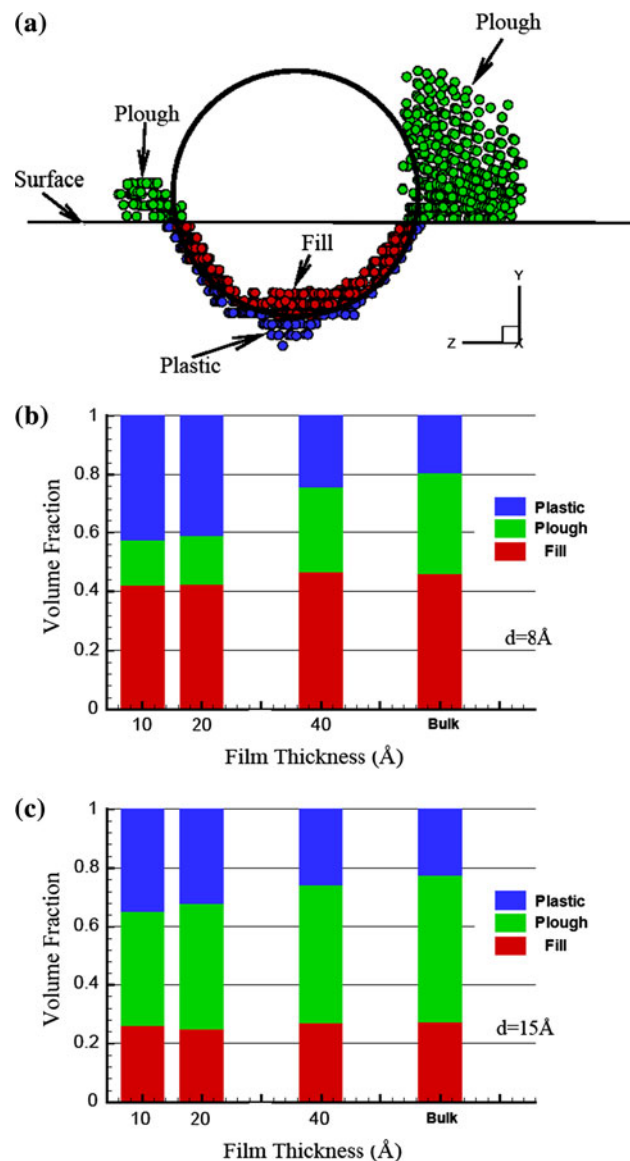 (a)
Plough
Plough
Surface
Fill
Plastic
Y
Z
X
(b)
1
0.8
0.6
0.4
0.2
0
Volume Fraction
Plastic
Plough
Fill
d=8Å
10 20 40 Bulk
Film Thickness (Å)
(c)
1
0.8
0.6
0.4
0.2
0
Volume Fraction
Plastic
Plough
Fill
d=15Å
10 20 40 Bulk
Film Thickness (Å)